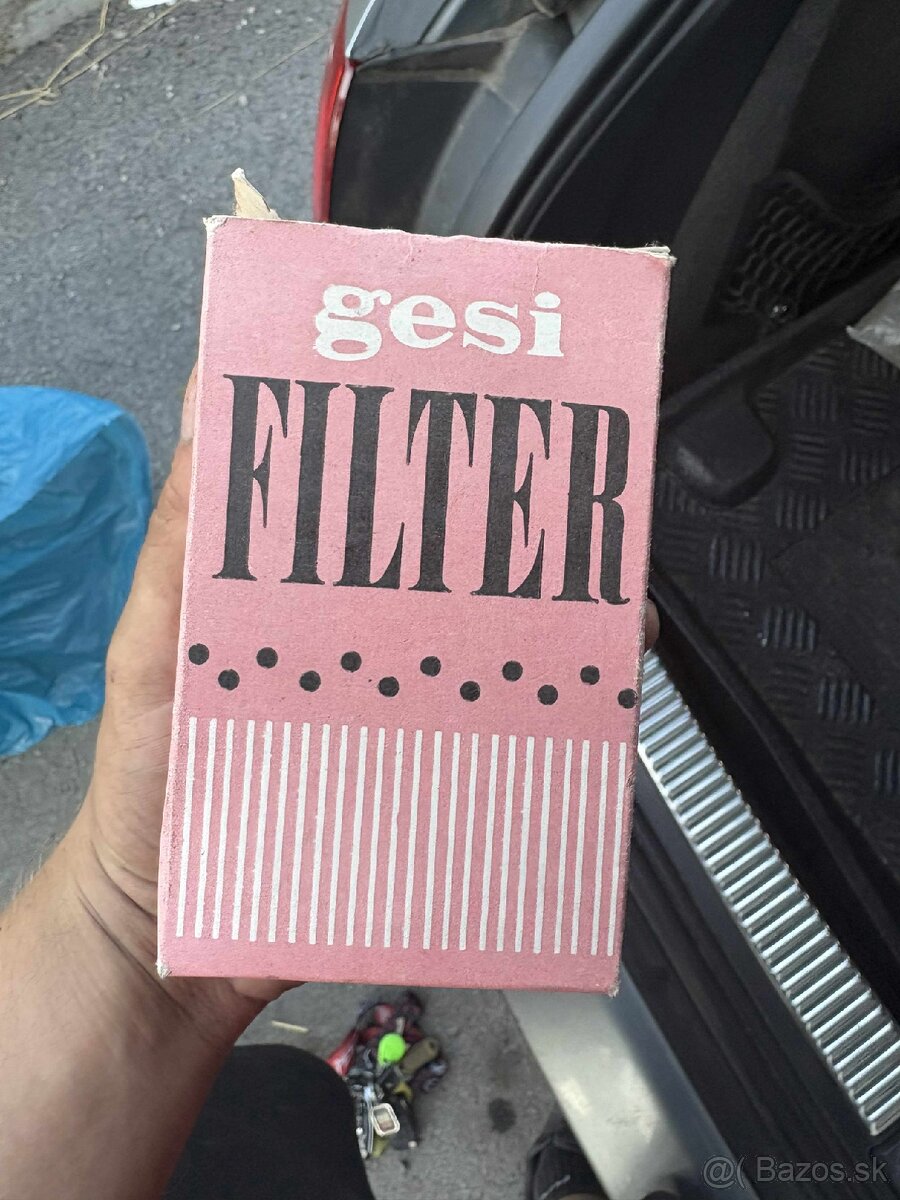 gesi
FILTER
@( Bazos.sk